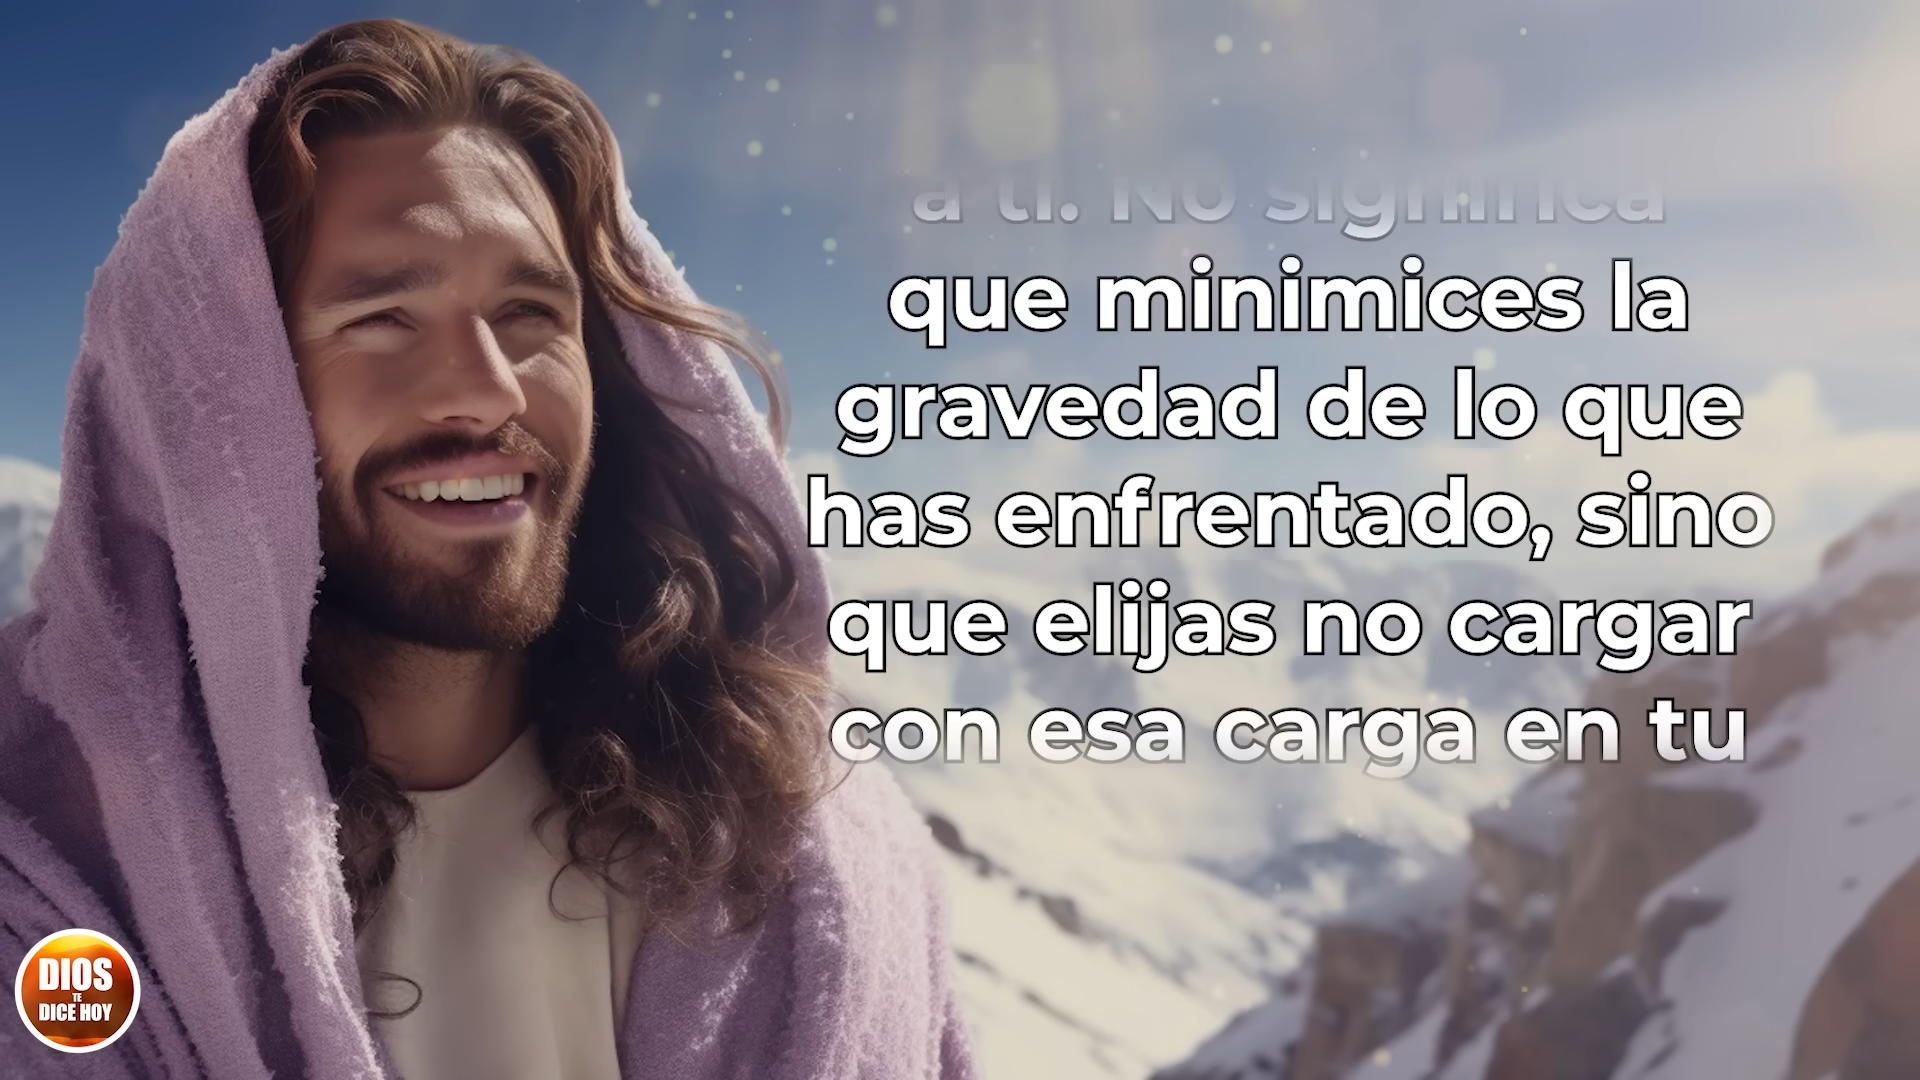 a ti. No significa
que minimices la
gravedad de lo que
has enfrentado, sino
que elijas no cargar
con esa carga en tu
DIOS
TE
DICE HOY